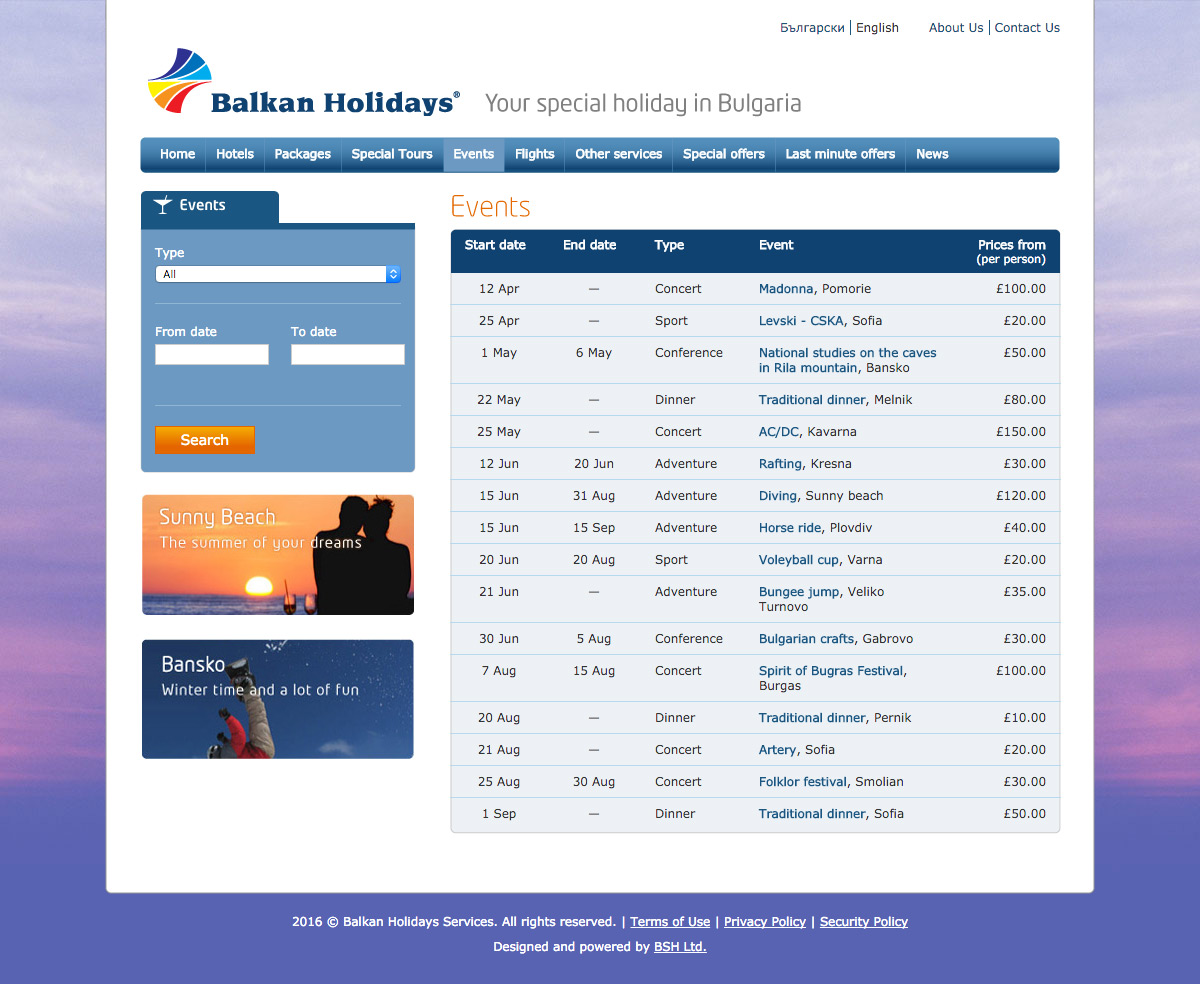 Български | English About Us | Contact Us
Balkan Holidays® Your special holiday in Bulgaria
Home Hotels Packages Special Tours Events Flights Other services Special offers Last minute offers News
Events
Type
All
From date To date
Search
Sunny Beach
The summer of your dreams
Bansko
Winter time and a lot of fun
Events
Start date End date Type Event Prices from
(per person)
12 Apr — Concert Madonna, Pomorie £100.00
25 Apr — Sport Levski - CSKA, Sofia £20.00
1 May 6 May Conference National studies on the caves £50.00
in Rila mountain, Bansko
22 May — Dinner Traditional dinner, Melnik £80.00
25 May — Concert AC/DC, Kavarna £150.00
12 Jun 20 Jun Adventure Rafting, Kresna £30.00
15 Jun 31 Aug Adventure Diving, Sunny beach £120.00
15 Jun 15 Sep Adventure Horse ride, Plovdiv £40.00
20 Jun 20 Aug Sport Voleyball cup, Varna £20.00
21 Jun — Adventure Bungee jump, Veliko £35.00
Turnovo
30 Jun 5 Aug Conference Bulgarian crafts, Gabrovo £30.00
7 Aug 15 Aug Concert Spirit of Bugras Festival, £100.00
Burgas
20 Aug — Dinner Traditional dinner, Pernik £10.00
21 Aug — Concert Artery, Sofia £20.00
25 Aug 30 Aug Concert Folklor festival, Smolian £30.00
1 Sep — Dinner Traditional dinner, Sofia £50.00
2016 © Balkan Holidays Services. All rights reserved. | Terms of Use | Privacy Policy | Security Policy
Designed and powered by BSH Ltd.